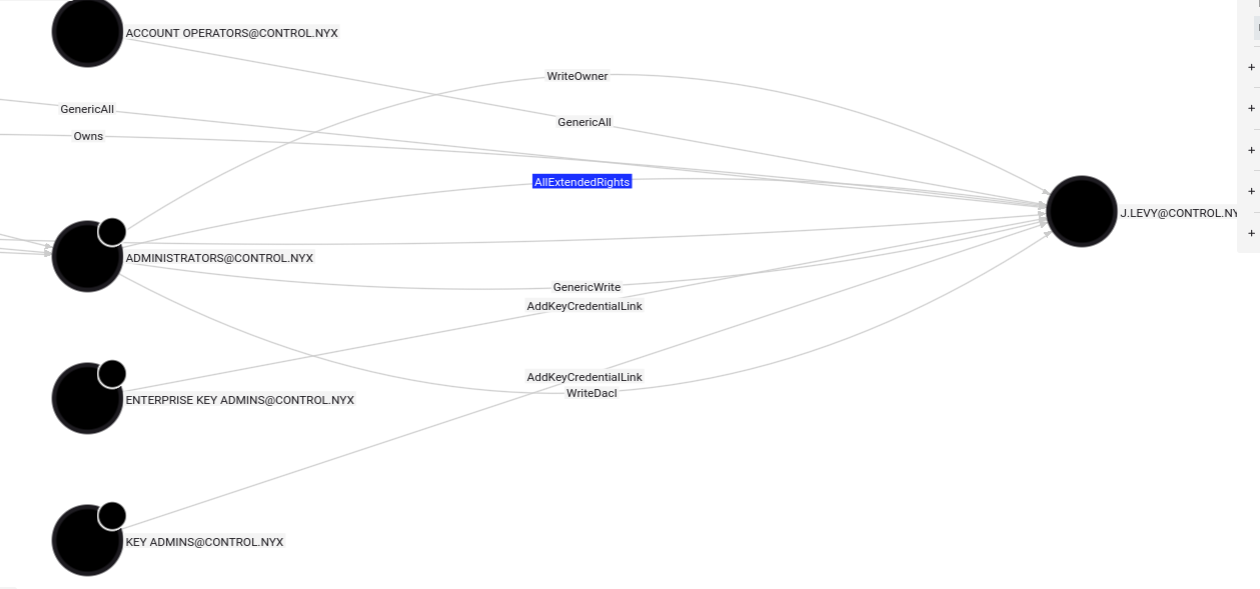 ACCOUNT OPERATORS@CONTROL.NYX
WriteOwner
GenericAll
GenericAll
Owns
AllExtendedRights
J.LEVY@CONTROL.NY
ADMINISTRATORS@CONTROL.NYX
GenericWrite
AddKeyCredentialLink
AddKeyCredentialLink
WriteDacl
ENTERPRISE KEY ADMINS@CONTROL.NYX
KEY ADMINS@CONTROL.NYX
+
+
+
+
+